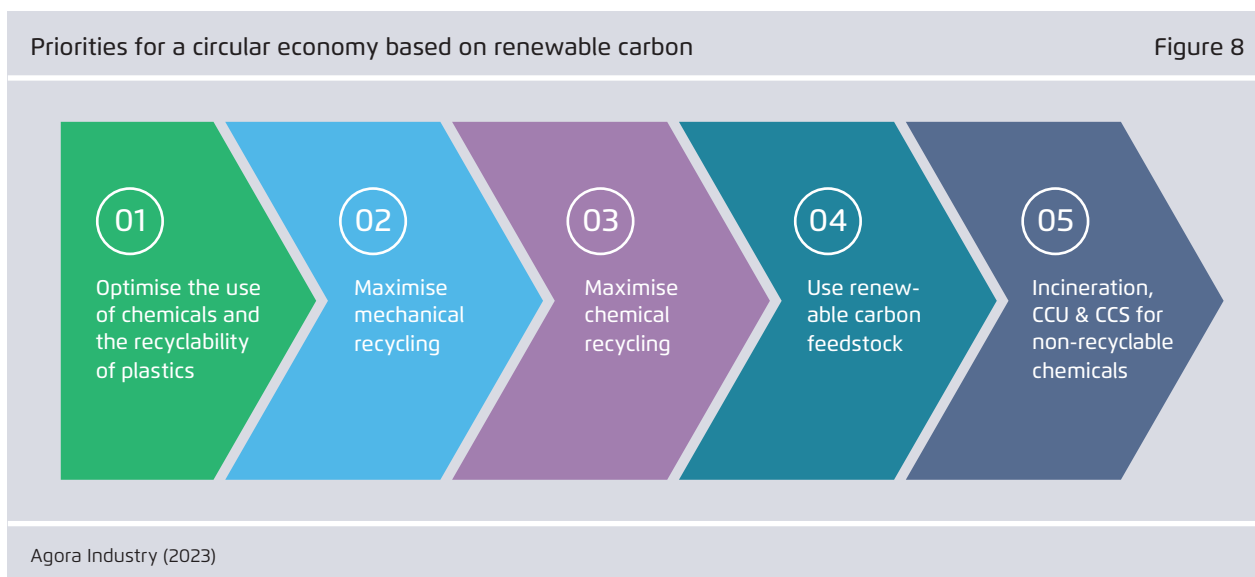 Priorities for a circular economy based on renewable carbon
Figure 8
01
Optimise the use
of chemicals and
the recyclability
of plastics
02
Maximise
mechanical
recycling
03
Maximise
chemical
recycling
04
Use renew-
able carbon
feedstock
05
Incineration,
CCU & CCS for
non-recyclable
chemicals
Agora Industry (2023)